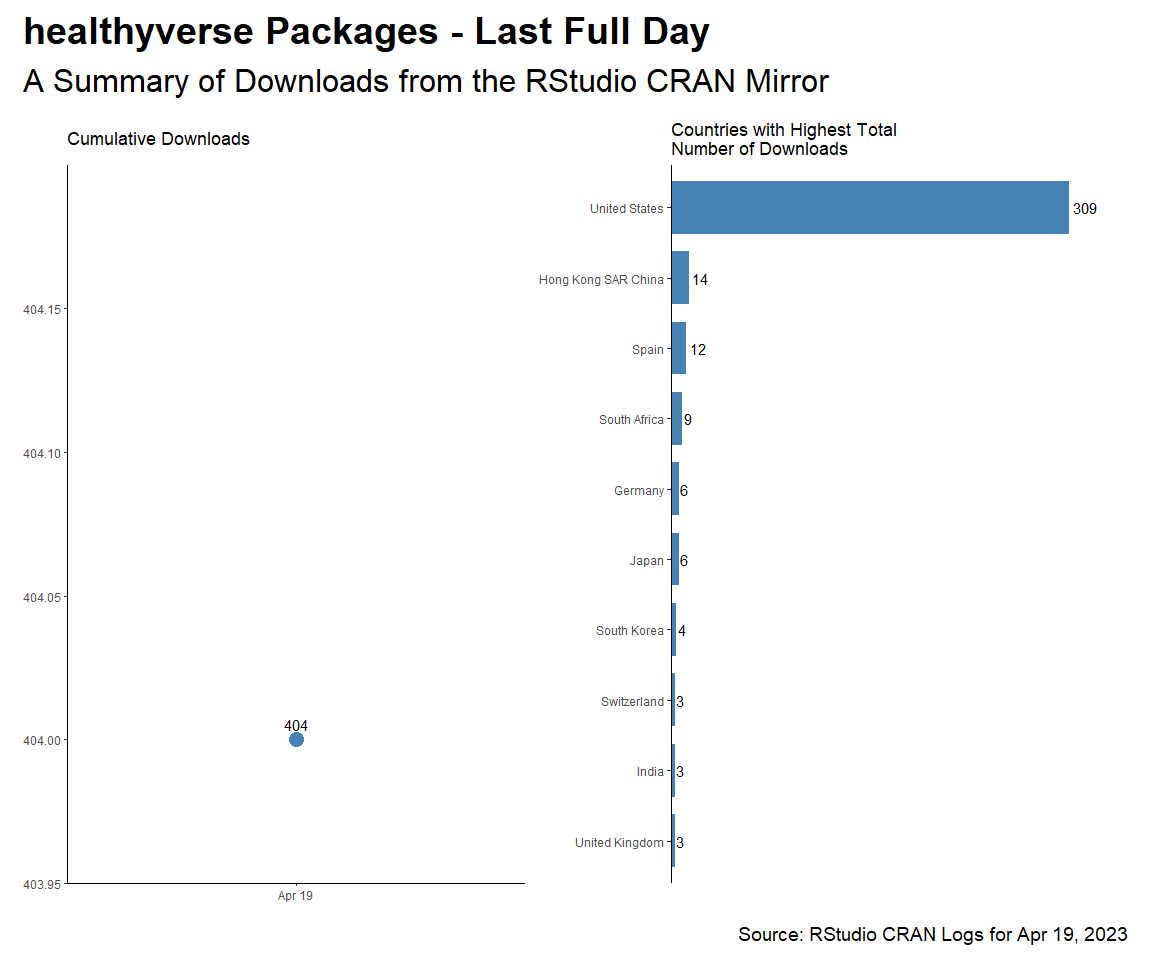 healthyverse Packages - Last Full Day
A Summary of Downloads from the RStudio CRAN Mirror
Cumulative Downloads
404.15
404.10
404.05
404.00
403.95
404
Apr 19
Countries with Highest Total
Number of Downloads
United States 309
Hong Kong SAR China 14
Spain 12
South Africa 9
Germany 6
Japan 6
South Korea 4
Switzerland 3
India 3
United Kingdom 3
Source: RStudio CRAN Logs for Apr 19, 2023